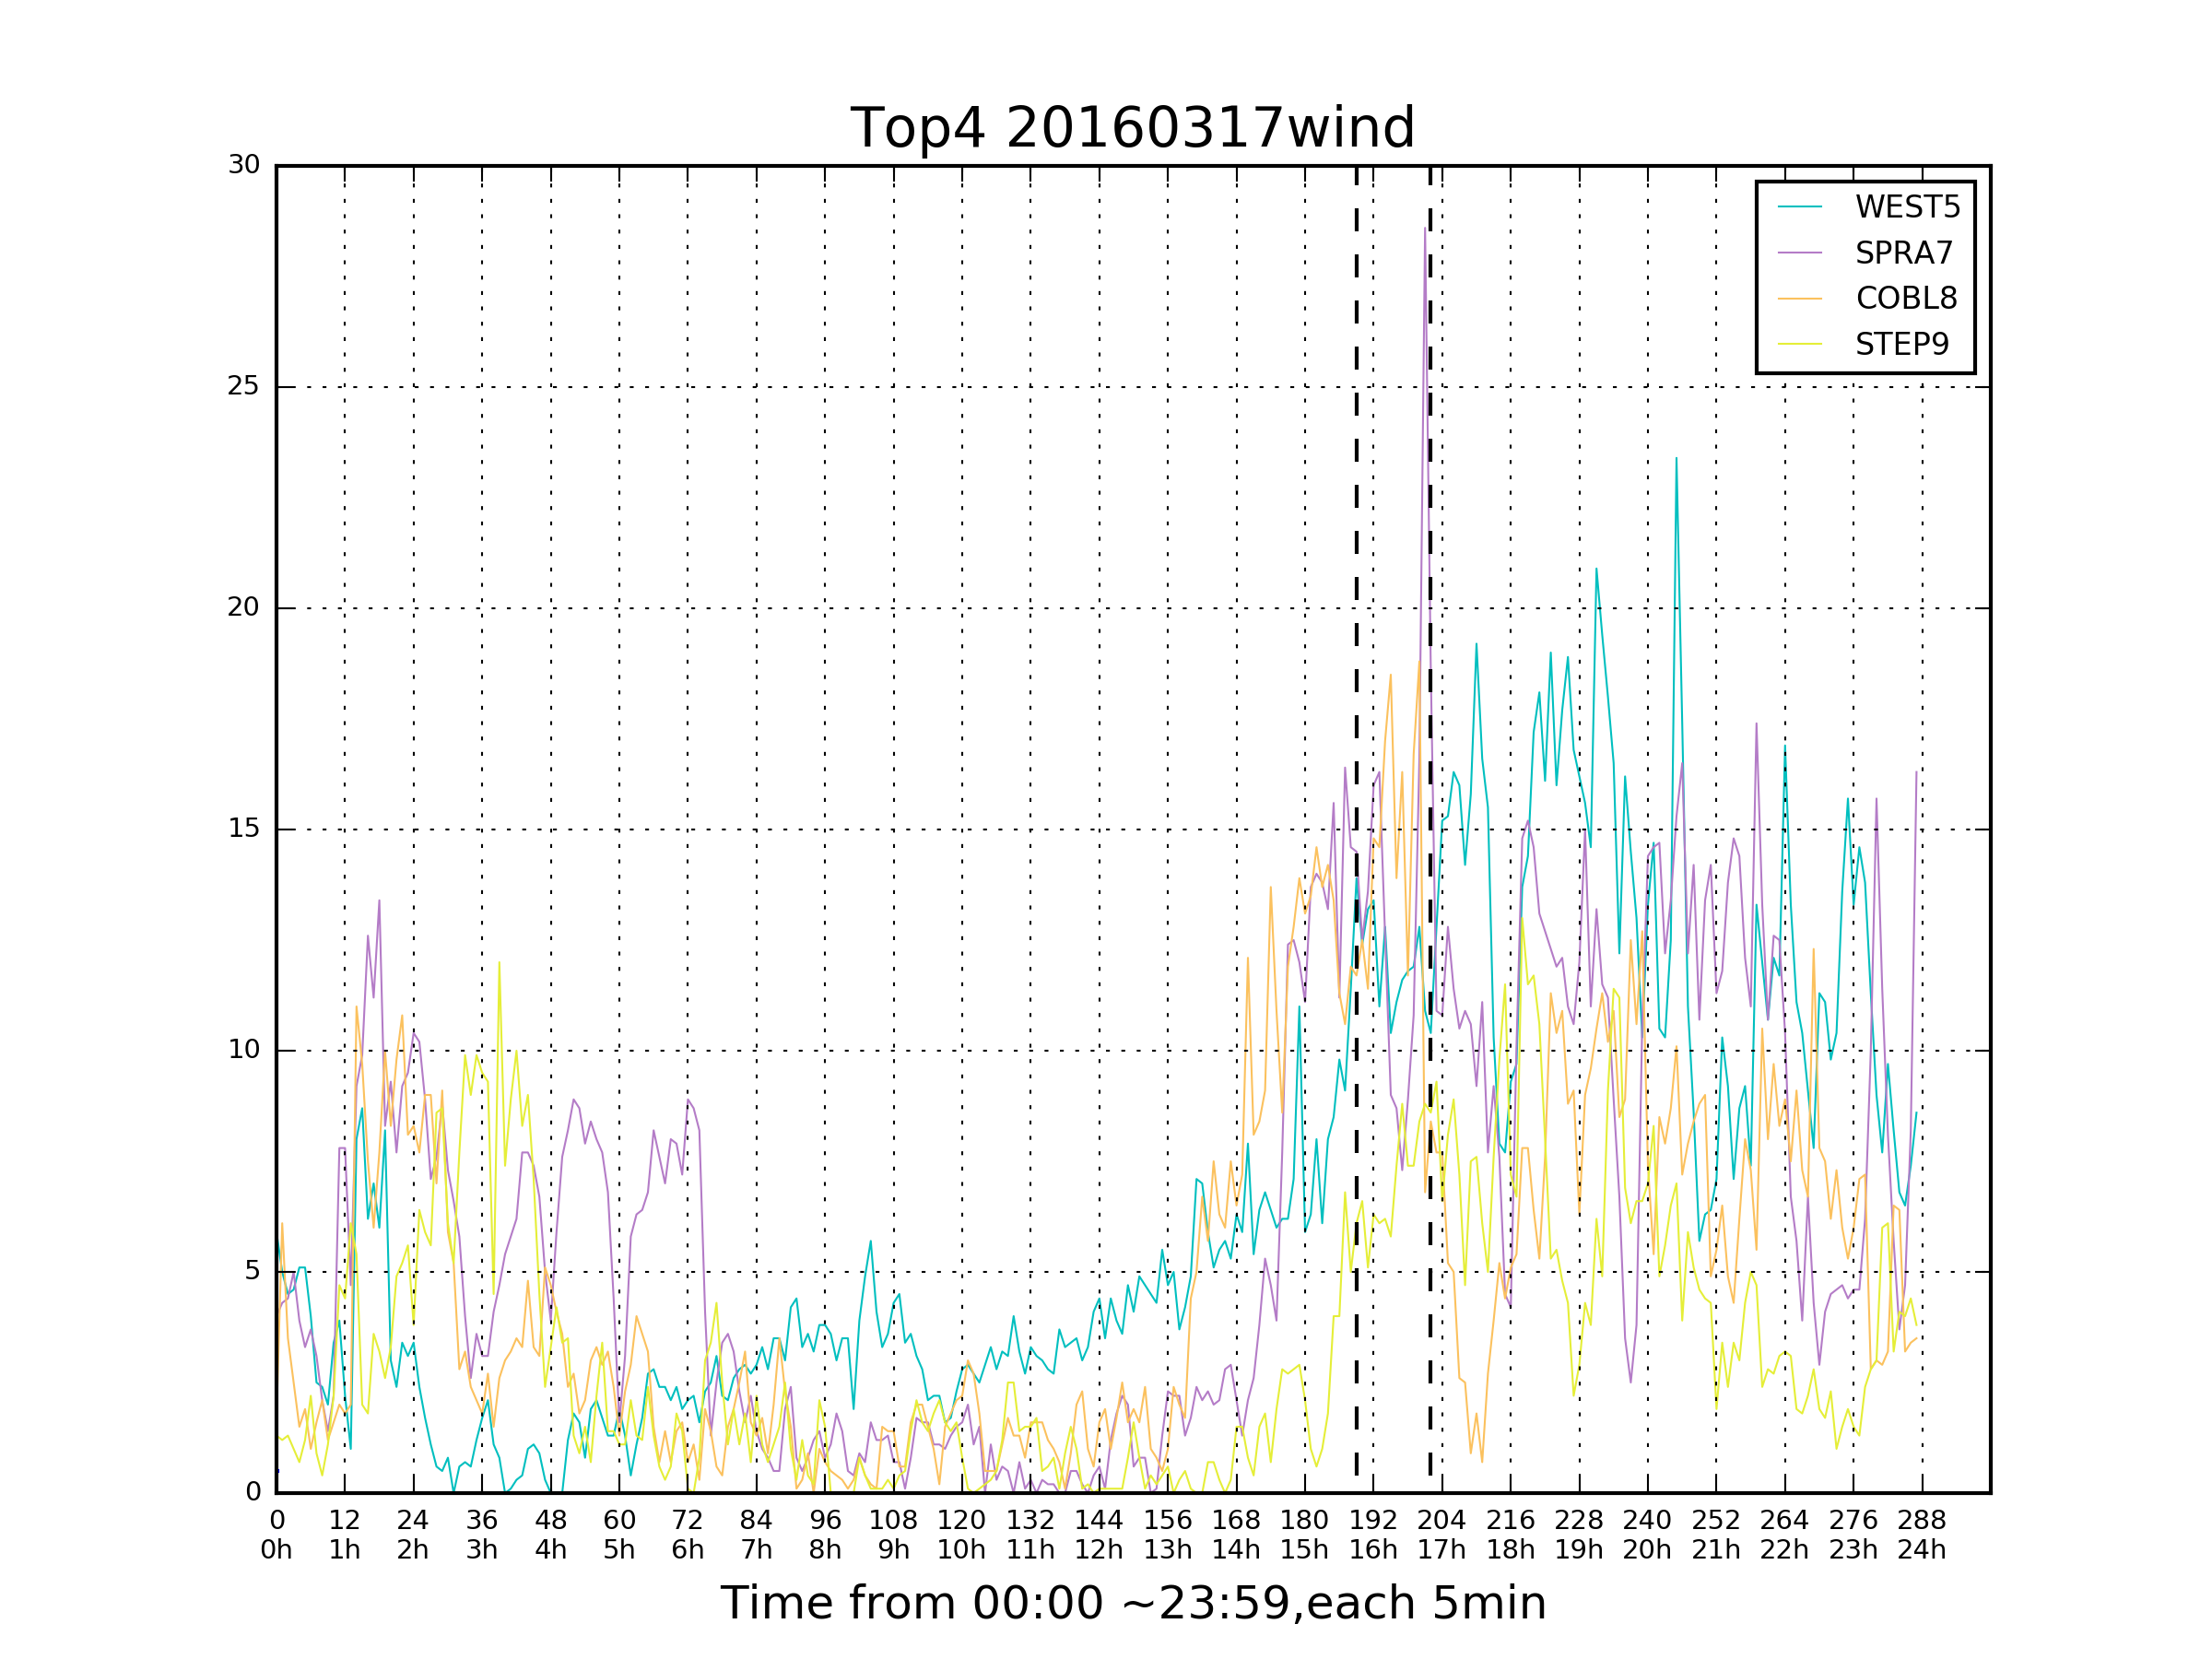 Top4 20160317wind
30
25
20
15
10
5
0
WEST5
SPRA7
COBL8
STEP9
0 12 24 36 48 60 72 84 96 108 120 132 144 156 168 180 192 204 216 228 240 252 264 276 288
0h 1h 2h 3h 4h 5h 6h 7h 8h 9h 10h 11h 12h 13h 14h 15h 16h 17h 18h 19h 20h 21h 22h 23h 24h
Time from 00:00 ~23:59,each 5min